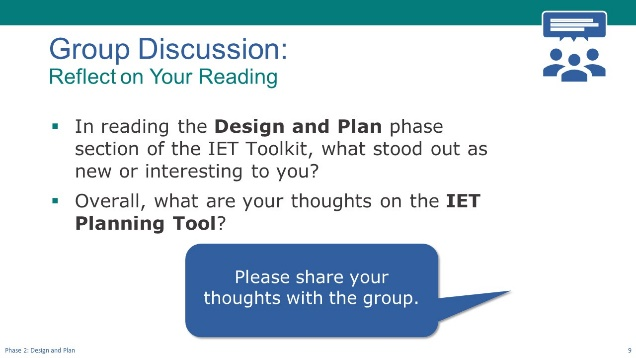 Group Discussion:
Reflect on Your Reading
▪ In reading the Design and Plan phase
section of the IET Toolkit, what stood out as
new or interesting to you?
▪ Overall, what are your thoughts on the IET
Planning Tool?
Please share your
thoughts with the group.
Phase 2: Design and Plan
9